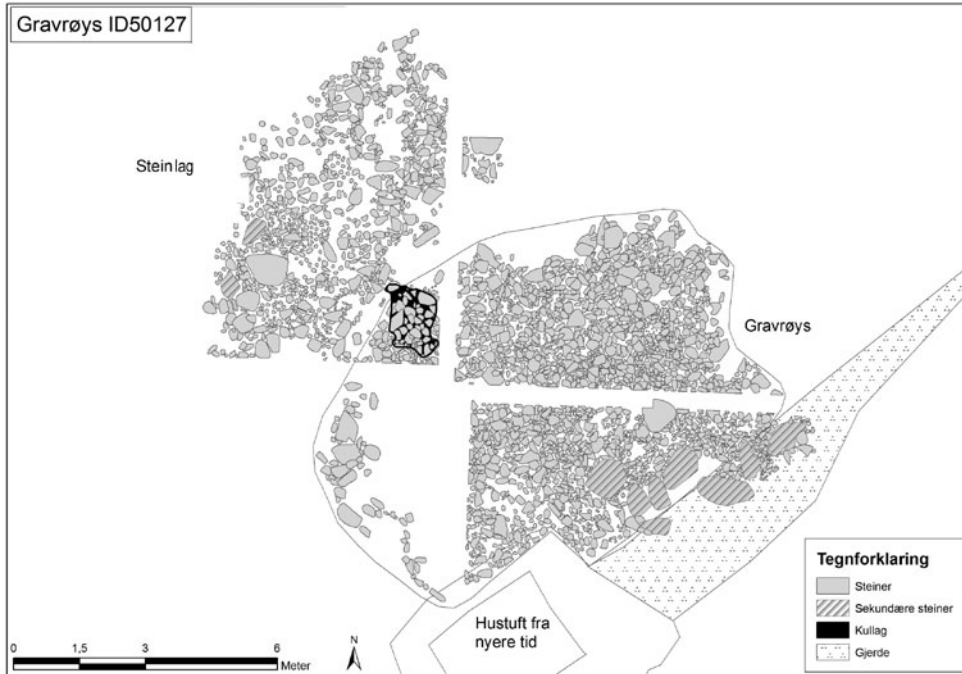 Gravrøys ID50127
Steinlag
Gravrøys
Hustuft fra
nyere tid
Tegnforklaring
Steiner
Sekundære steiner
Kullag
Gjerde
0 1,5 3 6
Meter
N